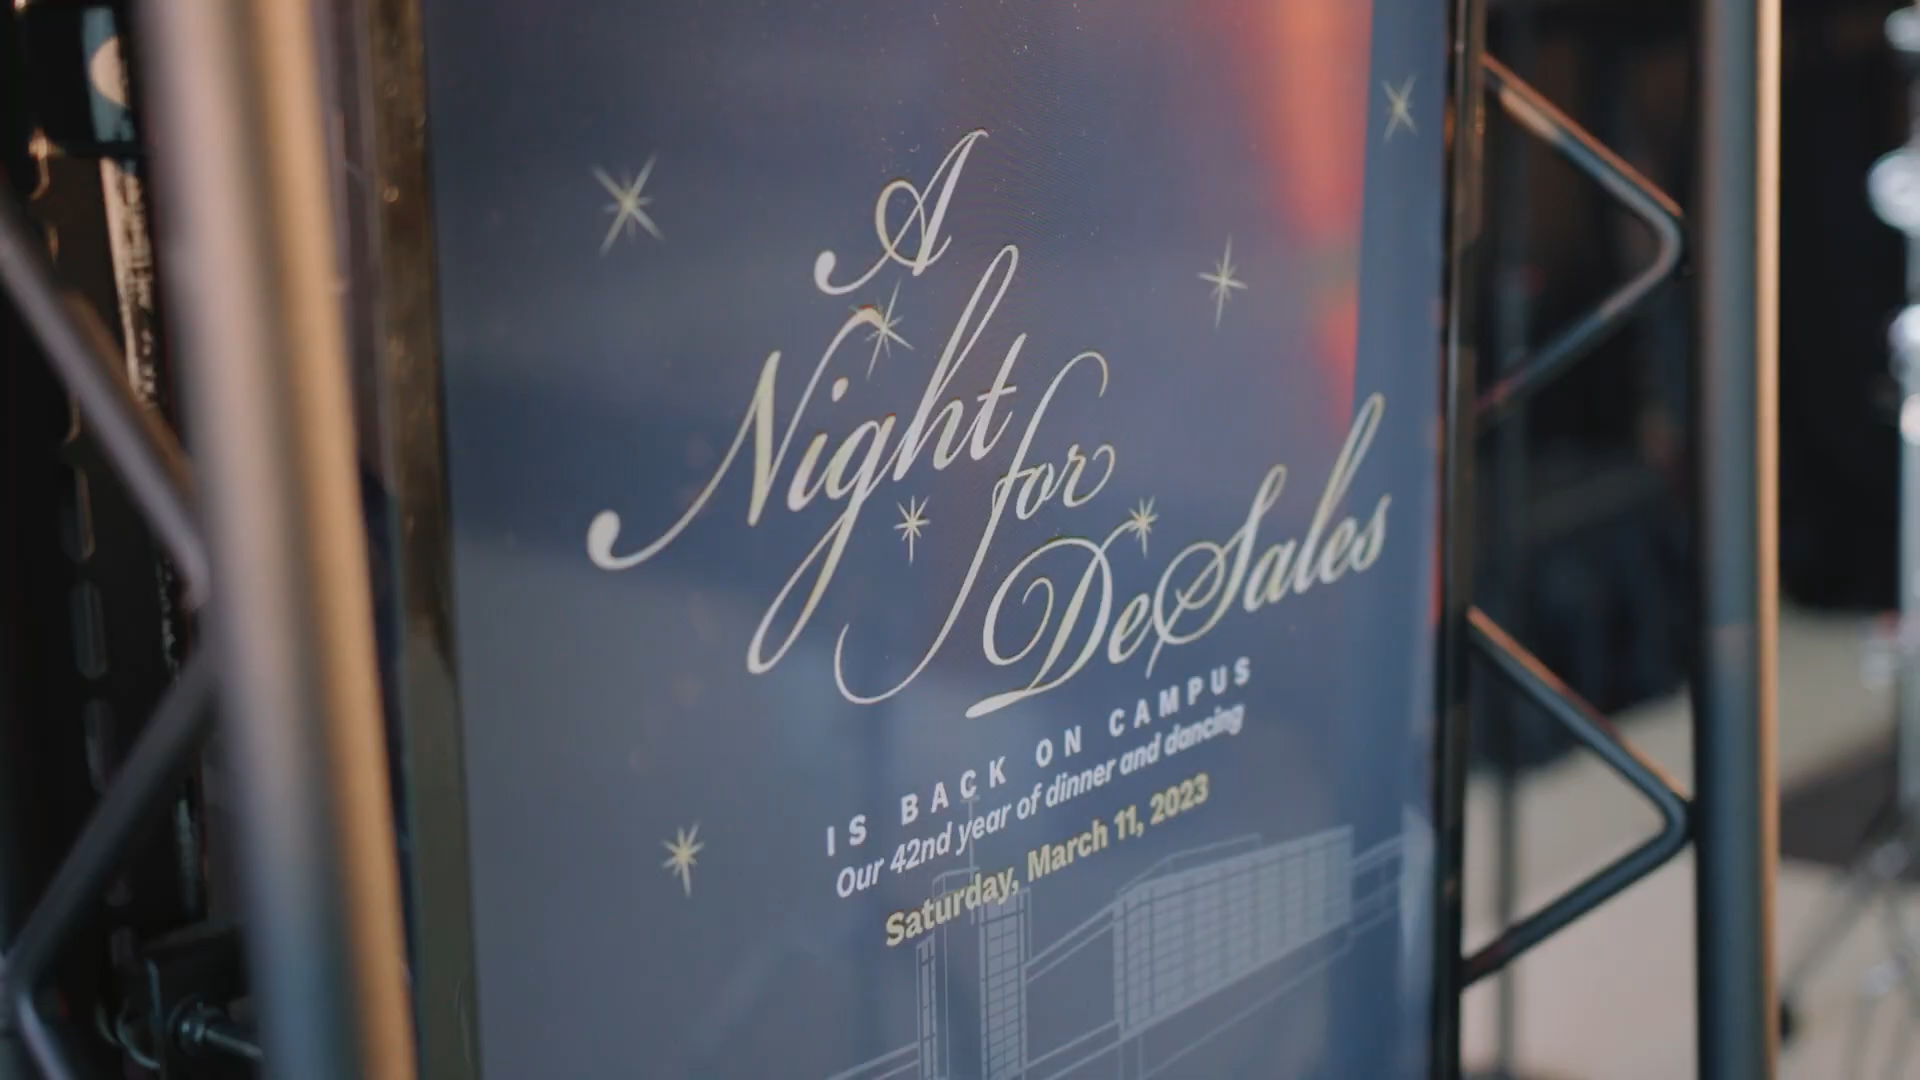 A
Night
for
DeSales
IS BACK ON CAMPUS
Our 42nd year of dinner and dancing
Saturday, March 11, 2023